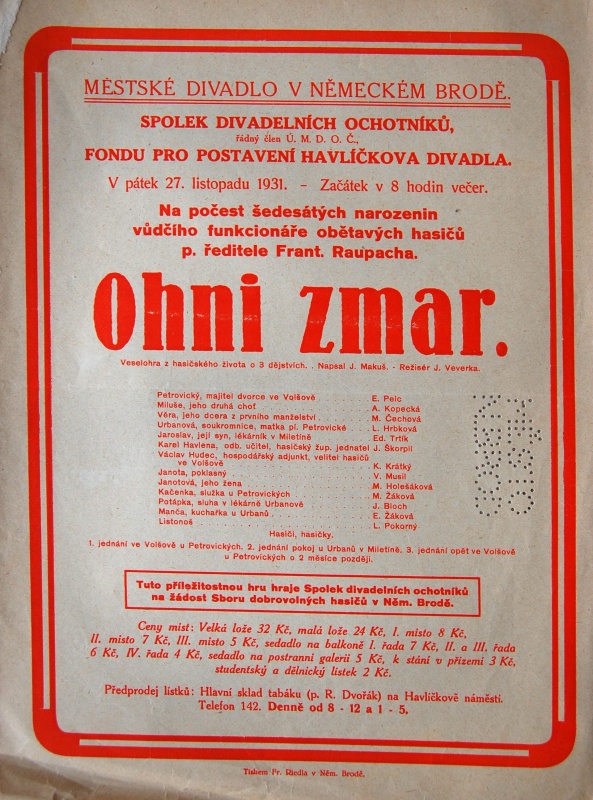 MĚSTSKÉ DIVADLO V NĚMECKÉM BRODĚ.
SPOLEK DIVADELNÍCH OCHOTNÍKŮ,
řádný člen Ú. M. D. O. Č.,
FONDU PRO POSTAVENÍ HAVLÍČKOVA DIVADLA.
V pátek 27. listopadu 1931. - Začátek v 8 hodin večer.
Na počest šedesátých narozenin
vůdčího funkcionáře obětavých hasičů
p. ředitele Frant. Raupacha.
Ohni zmar.
Veselohra z hasičského života o 3 dějstvích. . Napsal J. Makuš. - Režisér J. Veverka.
Petrovický, majitel dvorce ve Volšově . . . E. Pelc
Miluše, jeho druhá choť . . . A. Kopecká
Věra, jeho dcera z prvního manželství . . . M. Čechová
Urbanová, soukromnice, matka pí. Petrovické . L. Hrbková
Jaroslav, její syn, lékárník v Miletíně . . . Ed. Trtík
Karel Havlena, odb. učitel, hasičský žup. jednatel J. Škorpil
Václav Hudec, hospodářský adjunkt, velitel hasičů
ve Volšově . . . K. Krátký
Janota, poklasný . . . V. Musil
Janotová, jeho žena . . . M. Holešáková
Kačenka, služka u Petrovických . . . M. Žáková
Potápka, sluha v lékárně Urbanově . . . J. Bloch
Manča, kuchařka u Urbanů . . . E. Žáková
Listonoš . . . L. Pokorný
Hasiči, hasičky.
1. jednání ve Volšově u Petrovických. 2. jednání pokoj u Urbanů v Miletíně. 3. jednání opět ve Volšově
u Petrovických o 2 měsíce později.
Tuto příležitostnou hru hraje Spolek divadelních ochotníků
na žádost Sboru dobrovolných hasičů v Něm. Brodě.
Ceny míst: Velká lože 32 Kč, malá lože 24 Kč, I. místo 8 Kč,
II. místo 7 Kč, III. místo 5 Kč, sedadlo na balkoně I. řada 7 Kč, II. a III. řada
6 Kč, IV. řada 4 Kč, sedadlo na postranní galerii 5 Kč, k stání v přízemí 3 Kč,
studentský a dělnický lístek 2 Kč.
Předprodej lístků: Hlavní sklad tabáku (p. R. Dvořák) na Havlíčkově náměstí.
Telefon 142. Denně od 8 - 12 a 1 - 5.
Tiskem Fr. Riedla v Něm. Brodě.